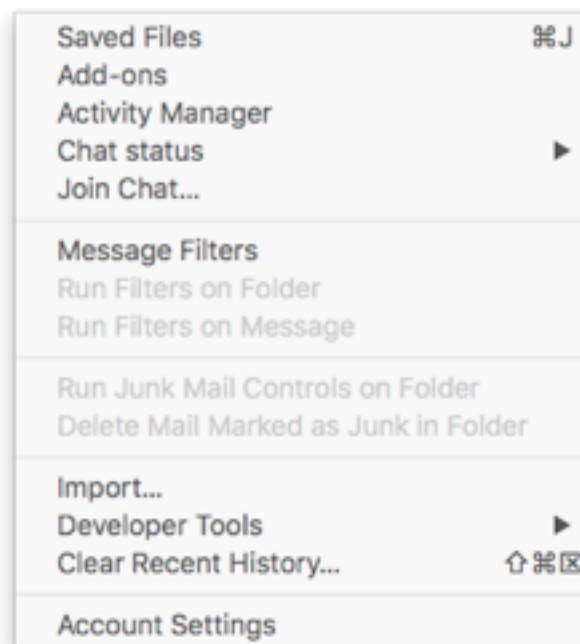 Saved Files ⌘J
Add-ons
Activity Manager
Chat status ▶
Join Chat...
Message Filters
Run Filters on Folder
Run Filters on Message
Run Junk Mail Controls on Folder
Delete Mail Marked as Junk in Folder
Import...
Developer Tools ▶
Clear Recent History... ⇧⌘⌦
Account Settings